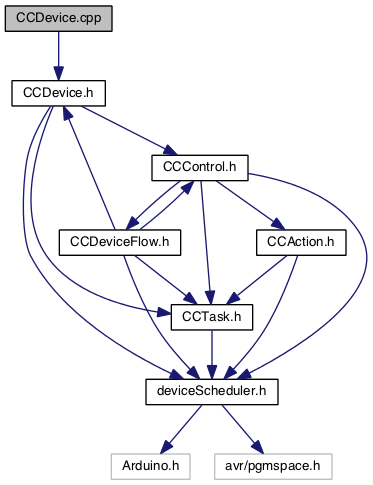 CCDevice.cpp
CCDevice.h
CCControl.h
CCDeviceFlow.h
CCAction.h
CCTask.h
deviceScheduler.h
Arduino.h
avr/pgmspace.h